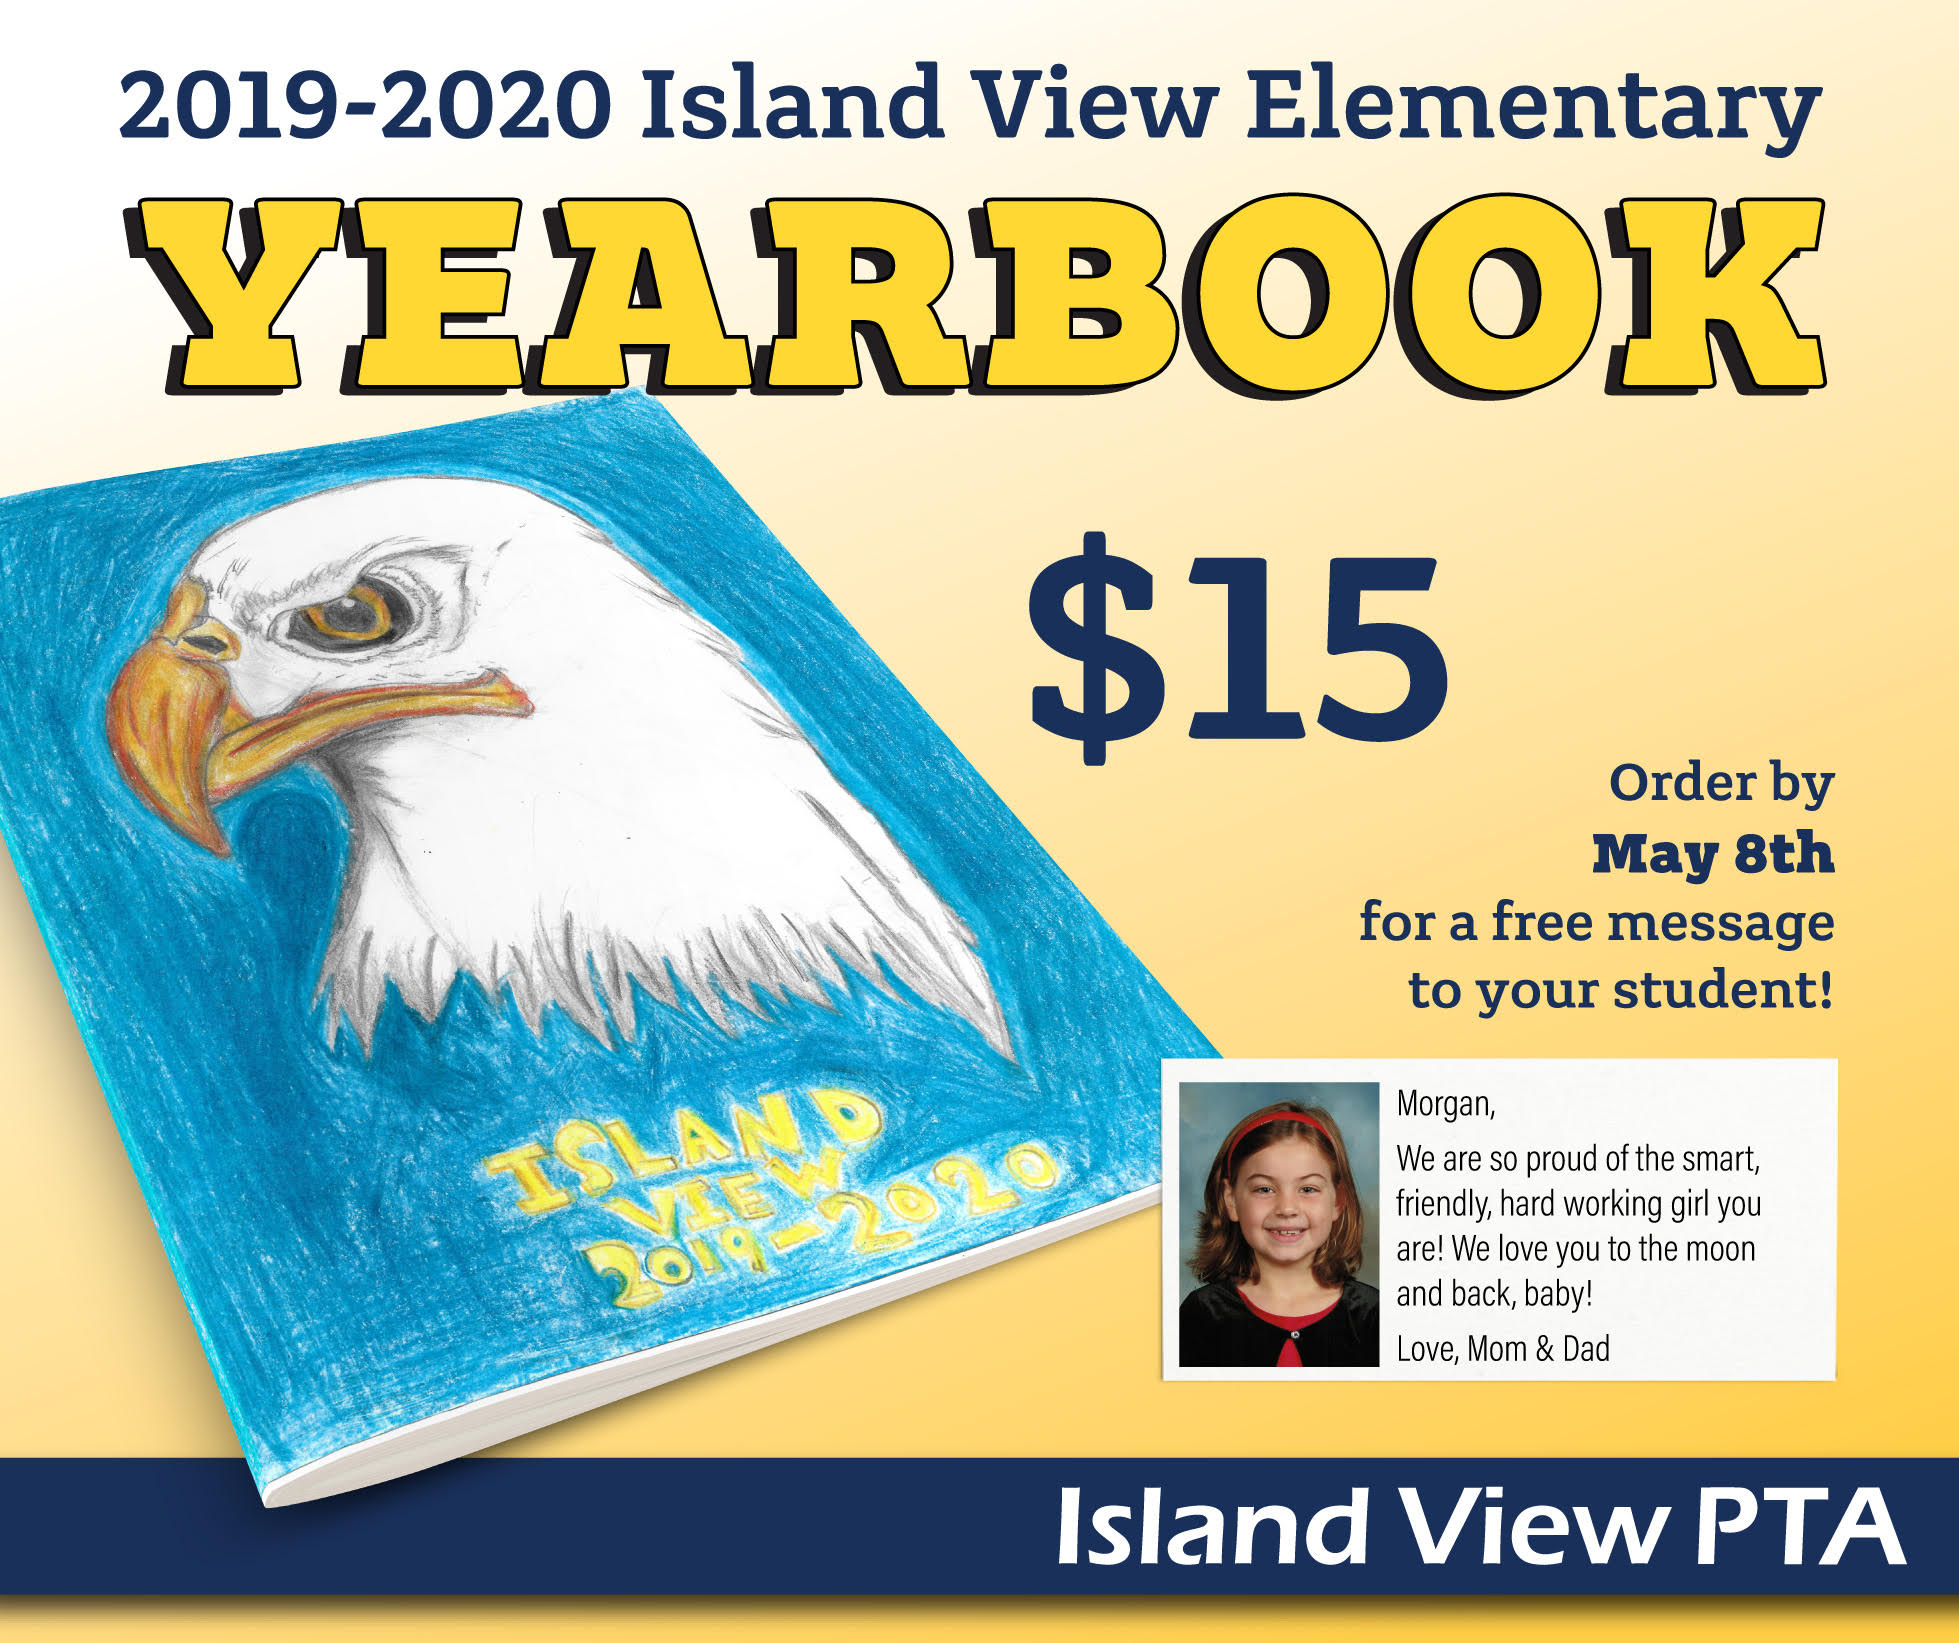 2019-2020 Island View Elementary
YEARBOOK
$15
Order by
May 8th
for a free message
to your student!
ISLAND
VIEW
2019-2020
Morgan,
We are so proud of the smart,
friendly, hard working girl you
are! We love you to the moon
and back, baby!
Love, Mom & Dad
Island View PTA